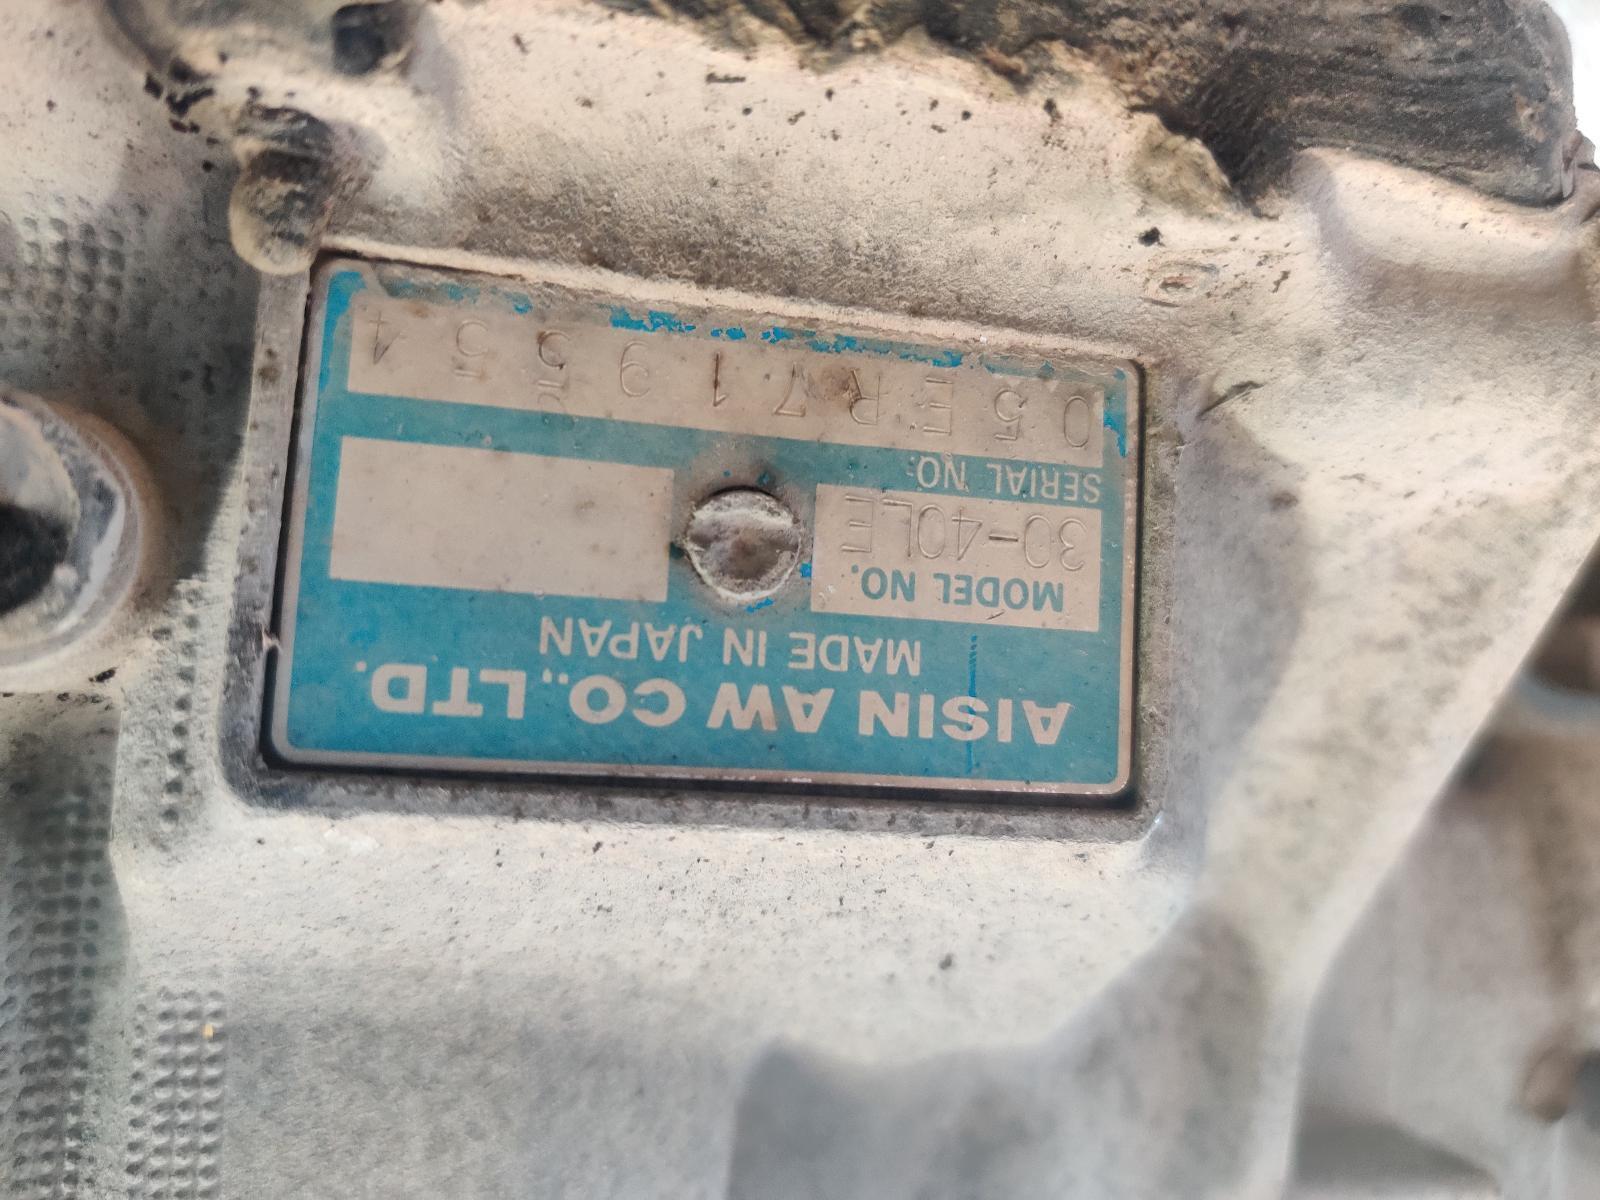 AISIN AW CO., LTD.
MADE IN JAPAN
MODEL NO.
30-40LE
SERIAL NO.
05ER719554